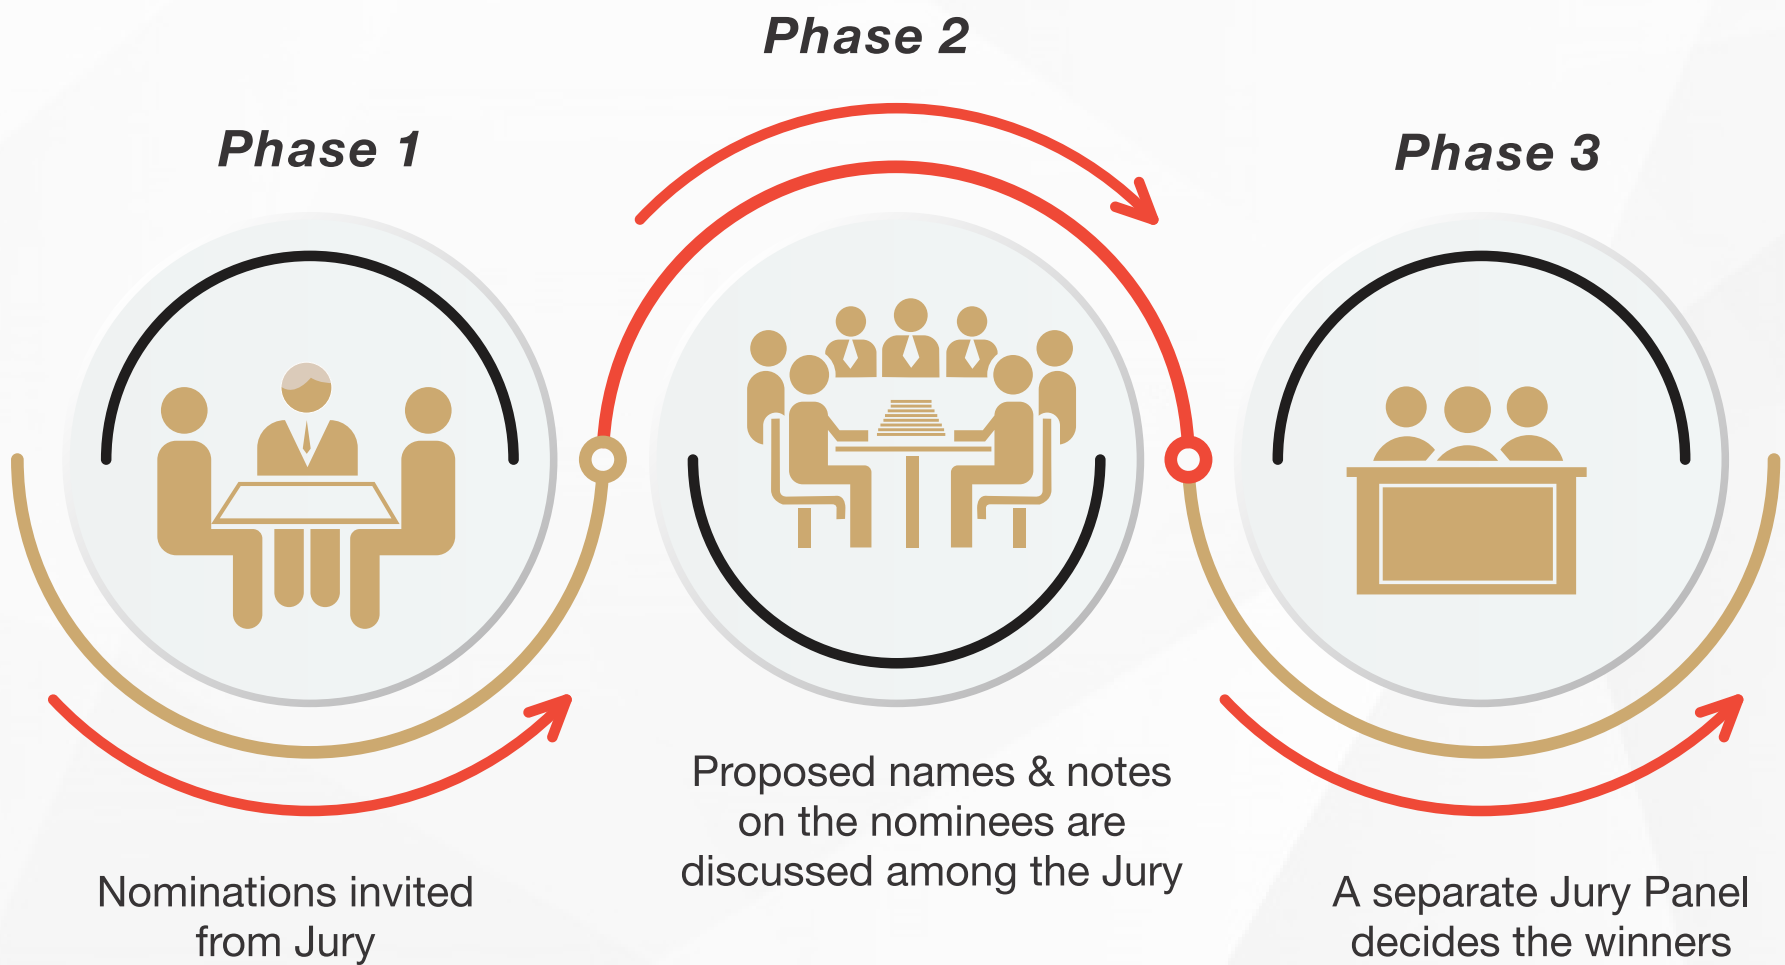 Phase 1
Nominations invited
from Jury
Phase 2
Proposed names & notes
on the nominees are
discussed among the Jury
Phase 3
A separate Jury Panel
decides the winners